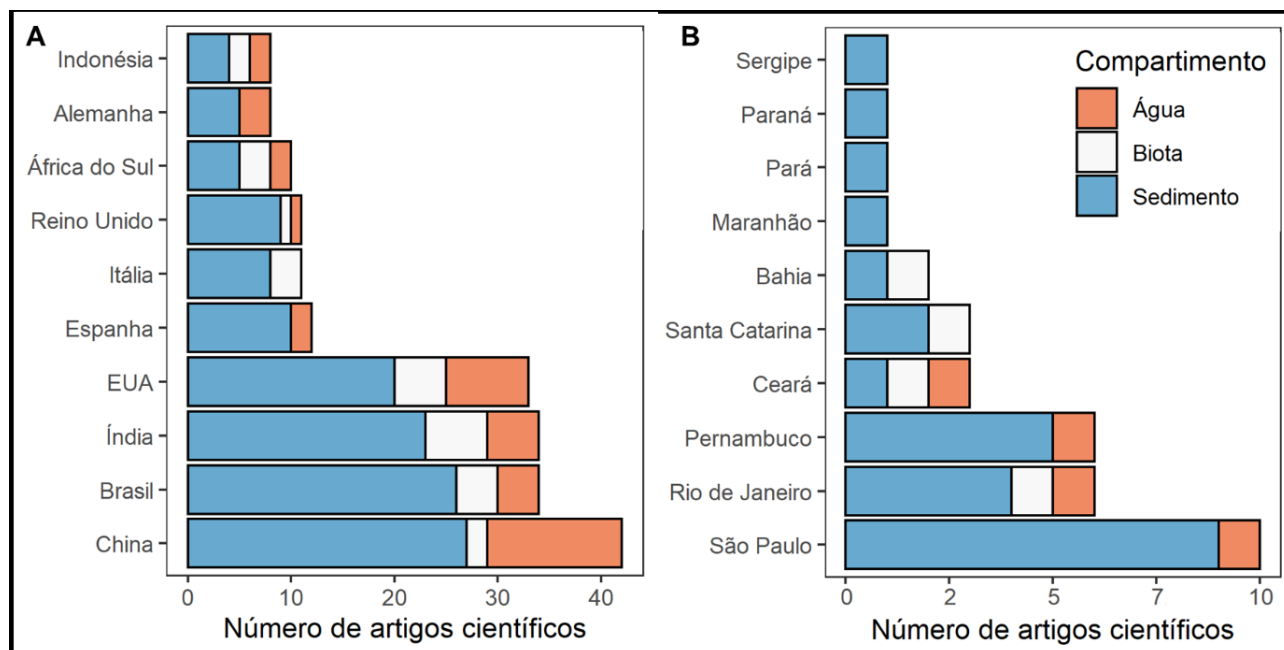 A
Indonésia
Alemanha
África do Sul
Reino Unido
Itália
Espanha
EUA
Índia
Brasil
China
0 10 20 30 40
Número de artigos científicos
B
Sergipe
Paraná
Pará
Maranhão
Bahia
Santa Catarina
Ceará
Pernambuco
Rio de Janeiro
São Paulo
0 2 5 7 10
Número de artigos científicos
Compartimento
Água
Biota
Sedimento